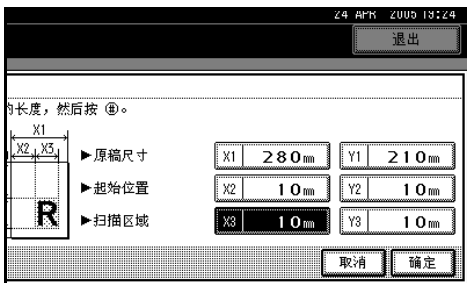 24 APR 2005 19:24
退出
的长度，然后按 ⊕。
X1
X2 X3
▶原稿尺寸 X1 280mm Y1 210mm
▶起始位置 X2 10mm Y2 10mm
R
▶扫描区域 X3 10mm Y3 10mm
取消 确定